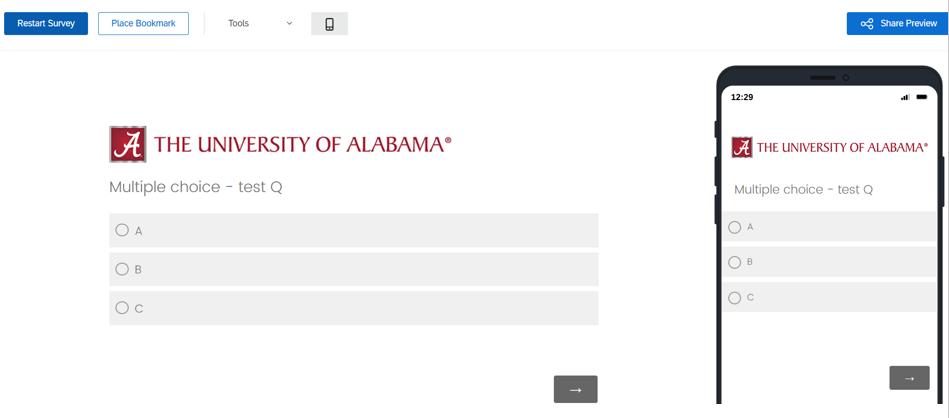 Restart Survey Place Bookmark Tools Share Preview
THE UNIVERSITY OF ALABAMA®
Multiple choice - test Q
A
B
C
→
12:29
THE UNIVERSITY OF ALABAMA®
Multiple choice - test Q
A
B
C
→